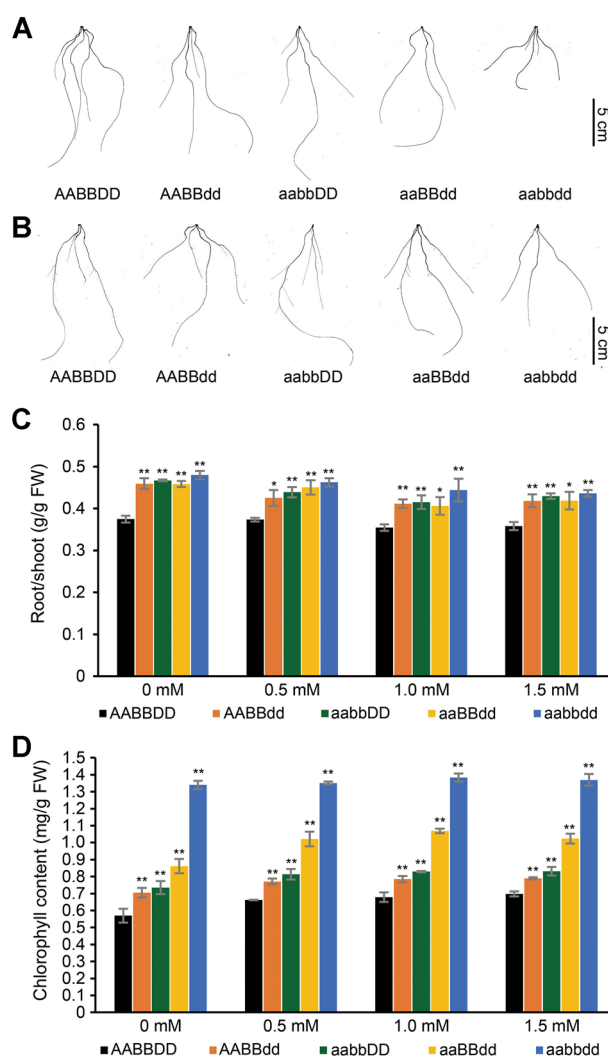 A
AABBDD AABBdd aabbDD aaBBdd aabbdd
5 cm
B
AABBDD AABBdd aabbDD aaBBdd aabbdd
5 cm
C
Root/shoot (g/g FW)
0.6
0.5
0.4
0.3
0.2
0.1
0
** ** ** **
* ** ** **
** ** * **
** ** * **
0 mM 0.5 mM 1.0 mM 1.5 mM
AABBDD AABBdd aabbDD aaBBdd aabbdd
D
Chlorophyll content (mg/g FW)
1.5
1.4
1.3
1.2
1.1
1.0
0.9
0.8
0.7
0.6
0.5
0.4
0.3
0.2
0.1
0
** ** ** **
** ** ** **
** ** ** **
** ** ** **
0 mM 0.5 mM 1.0 mM 1.5 mM
AABBDD AABBdd aabbDD aaBBdd aabbdd